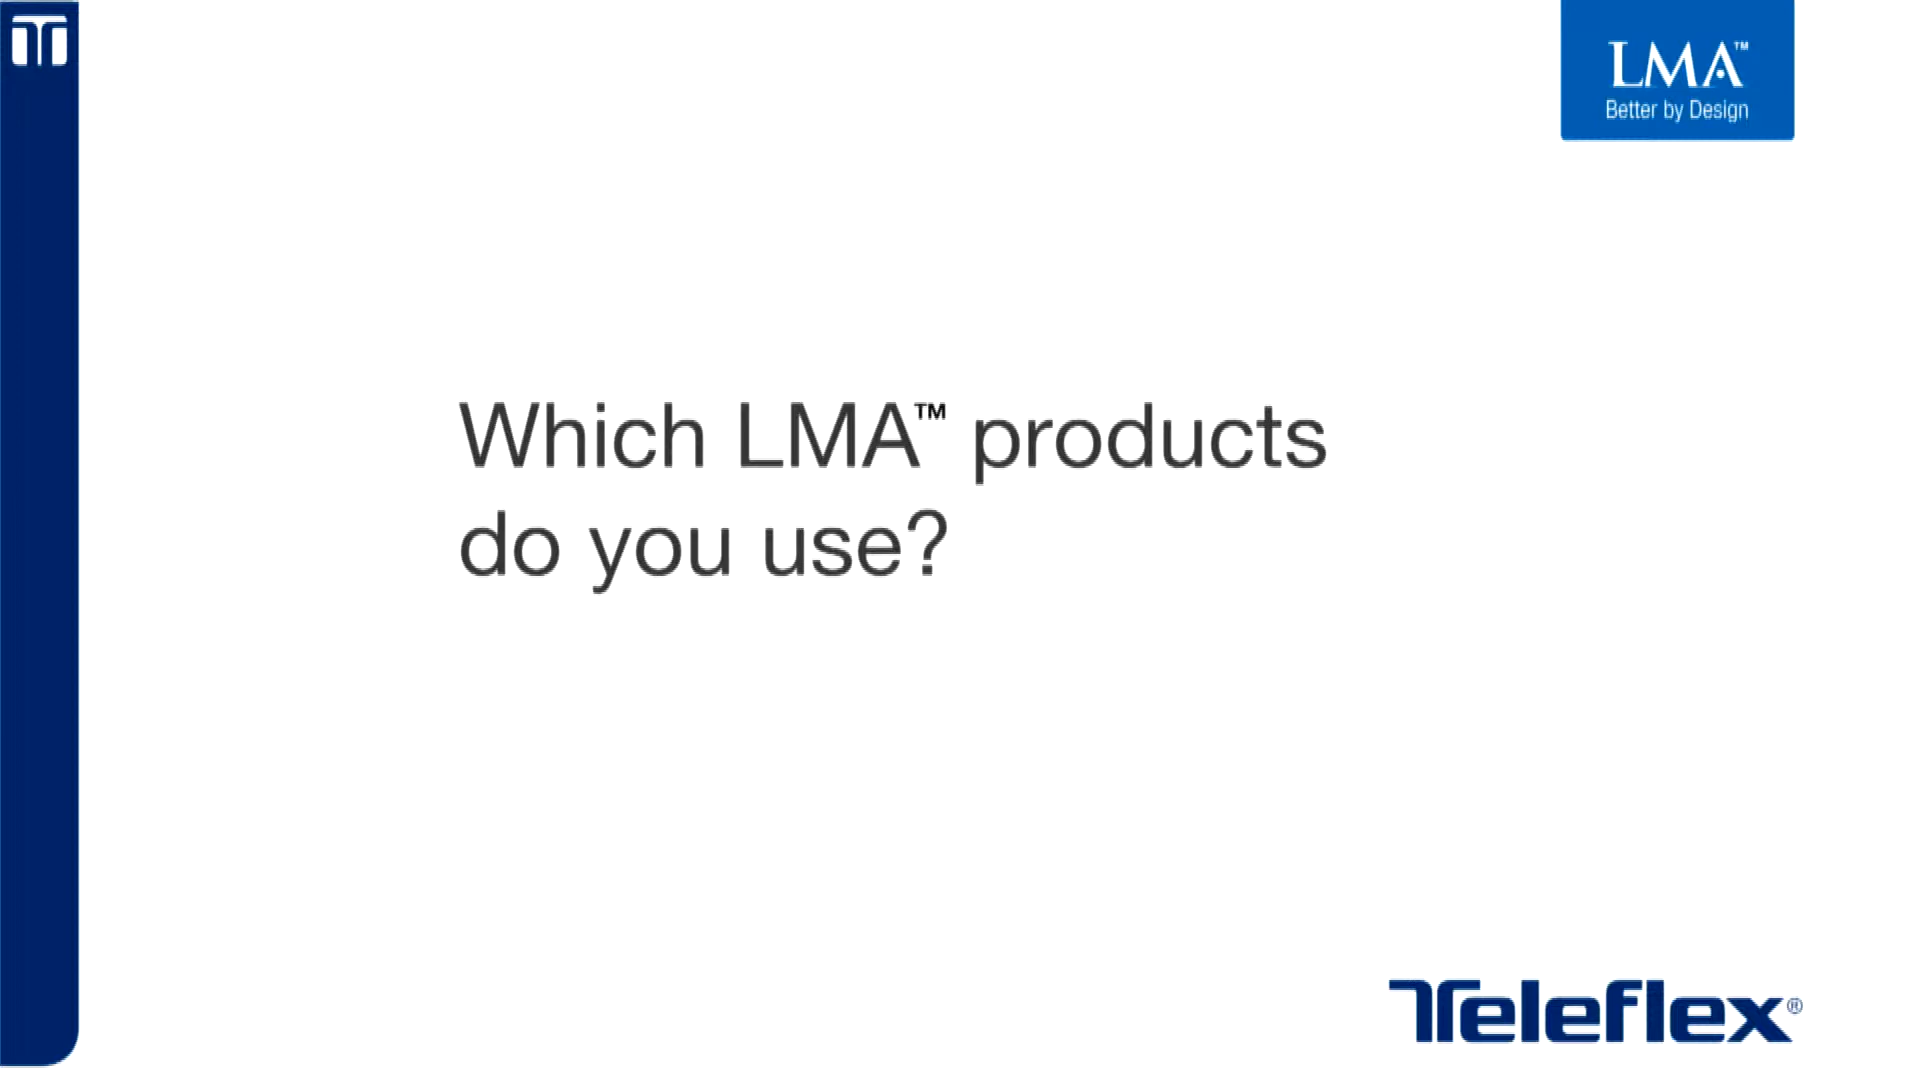 LMA™
Better by Design
Which LMA™ products
do you use?
Teleflex®